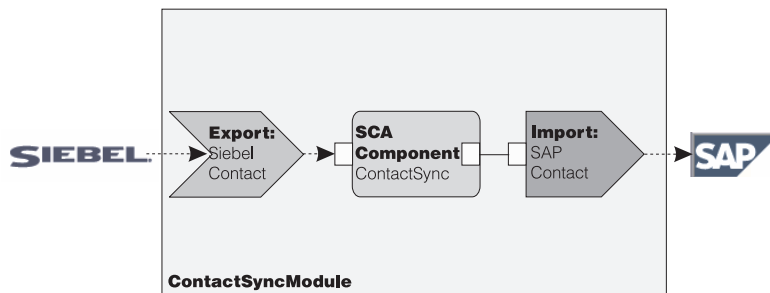 SIEBEL.
Export:
Siebel
Contact
SCA
Component
ContactSync
Import:
SAP
Contact
SAP
ContactSyncModule